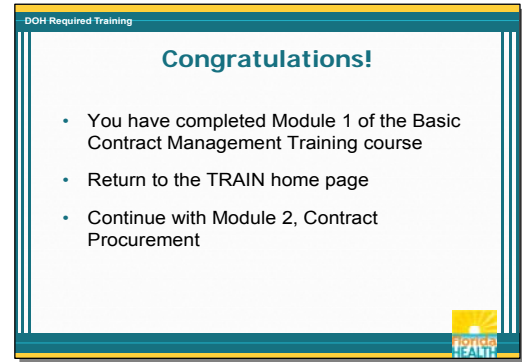 DOH Required Training
Congratulations!
• You have completed Module 1 of the Basic
Contract Management Training course
• Return to the TRAIN home page
• Continue with Module 2, Contract
Procurement
Florida
HEALTH